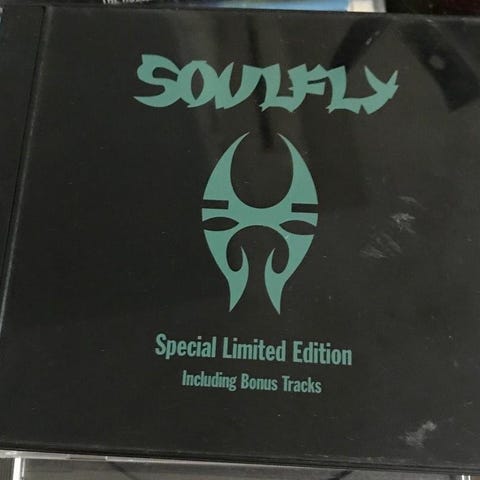 SOULFLY
Special Limited Edition
Including Bonus Tracks